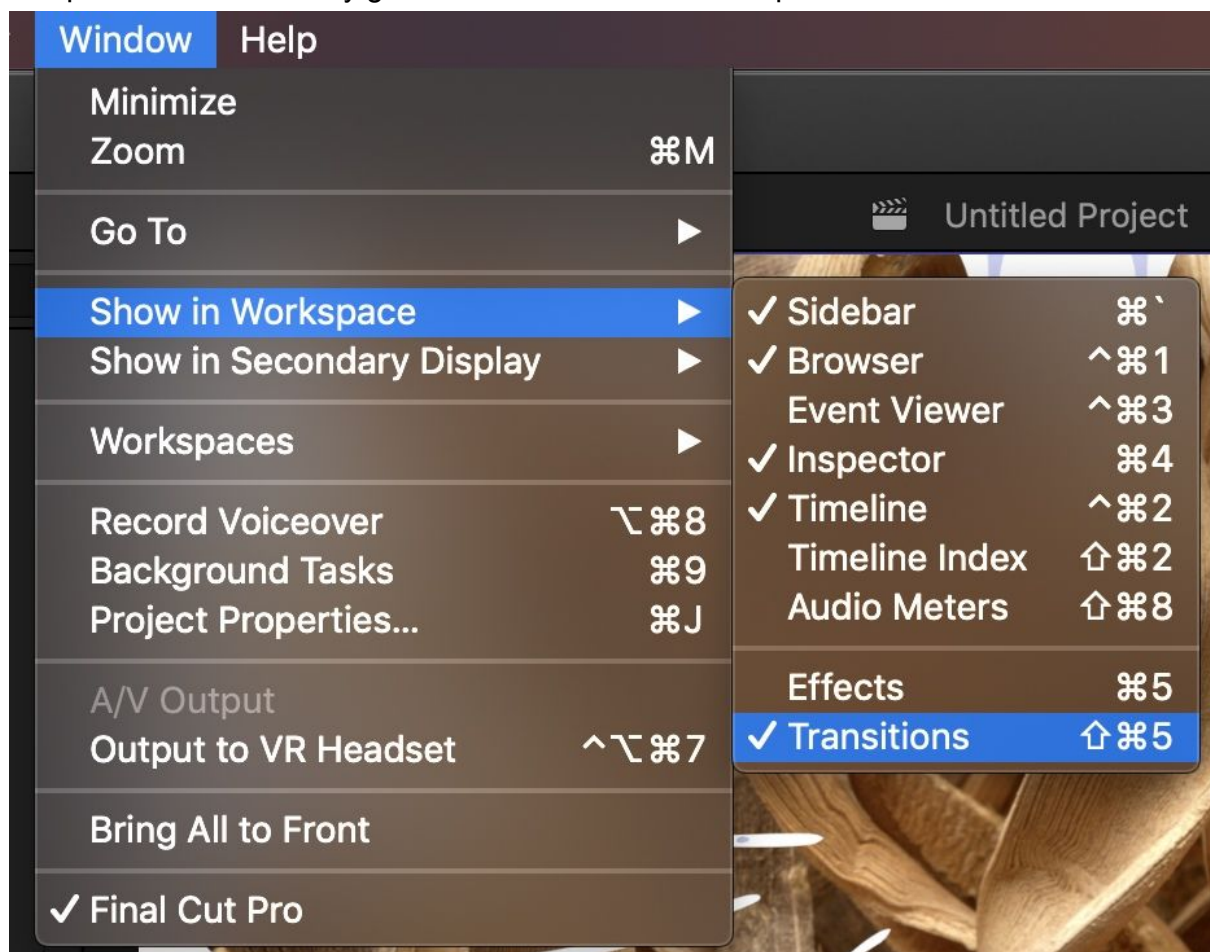 Window Help
Minimize
Zoom ⌘M
Go To ▶
Show in Workspace ▶
Show in Secondary Display ▶
Workspaces ▶
Record Voiceover ⌥⌘8
Background Tasks ⌘9
Project Properties... ⌘J
A/V Output
Output to VR Headset ^⌥⌘7
Bring All to Front
✓ Final Cut Pro
Untitled Project
✓ Sidebar ⌘`
✓ Browser ^⌘1
Event Viewer ^⌘3
✓ Inspector ⌘4
✓ Timeline ^⌘2
Timeline Index ⇧⌘2
Audio Meters ⇧⌘8
Effects ⌘5
✓ Transitions ⇧⌘5